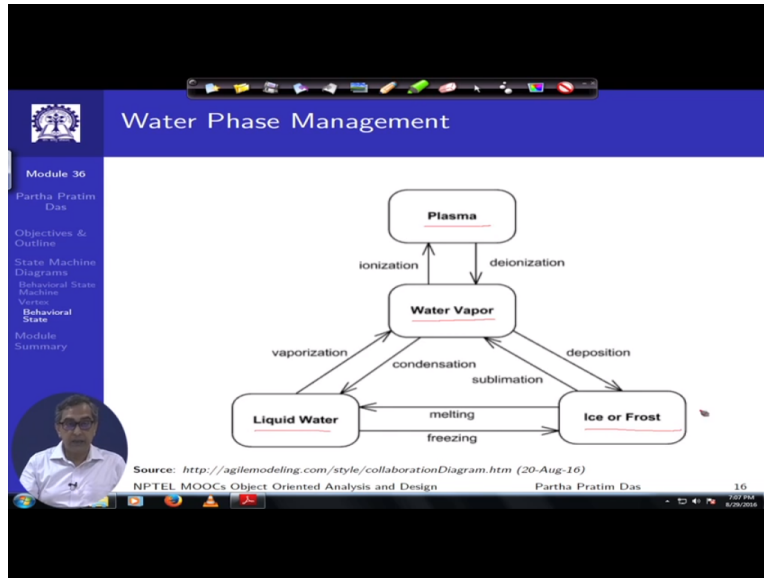 Water Phase Management
Module 36
Partha Pratim
Das
Objectives &
Outline
State Machine
Diagrams
Behavioral State
Machine
Vertex
Behavioral
State
Module
Summary
Plasma
ionization
deionization
Water Vapor
vaporization
condensation
deposition
sublimation
Liquid Water
melting
freezing
Ice or Frost
Source: http://agilemodeling.com/style/collaborationDiagram.htm (20-Aug-16)
NPTEL MOOCs Object Oriented Analysis and Design Partha Pratim Das 16
7:07 PM
8/29/2016